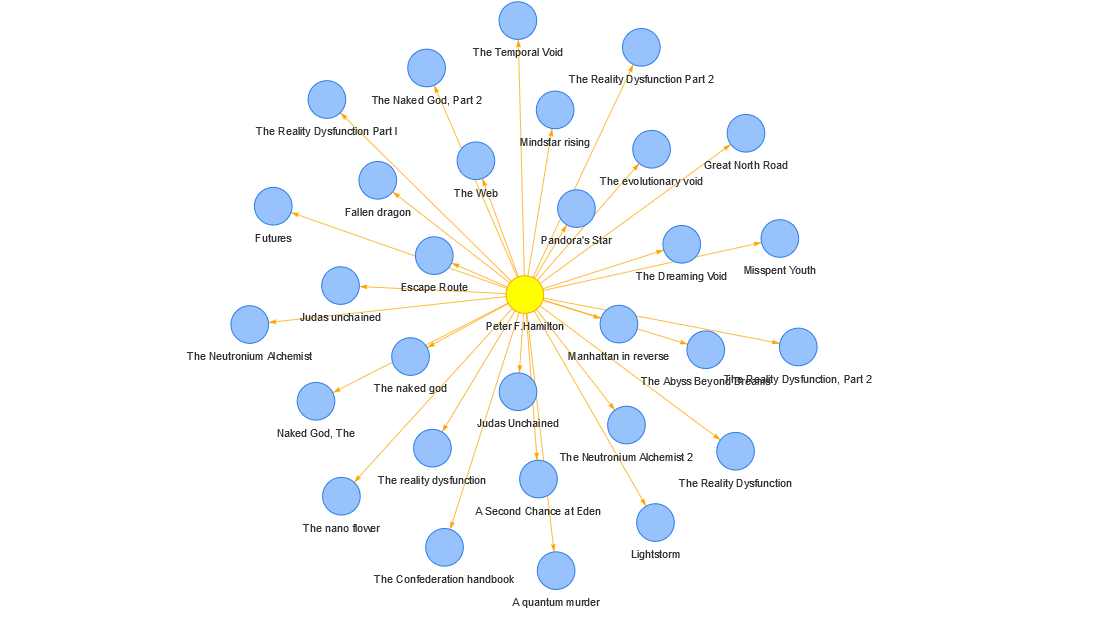 The Temporal Void
The Reality Dysfunction Part 2
The Naked God, Part 2
The Reality Dysfunction Part I
Mindstar rising
Great North Road
The evolutionary void
The Web
Fallen dragon
Futures
Pandora's Star
Misspent Youth
The Dreaming Void
Escape Route
Judas unchained
Peter F.Hamilton
The Neutronium Alchemist
Manhattan in reverse
The Abyss Beyond Dreams
The Reality Dysfunction, Part 2
The naked god
Judas Unchained
Naked God, The
The Neutronium Alchemist 2
The reality dysfunction
The Reality Dysfunction
A Second Chance at Eden
The nano flower
Lightstorm
The Confederation handbook
A quantum murder